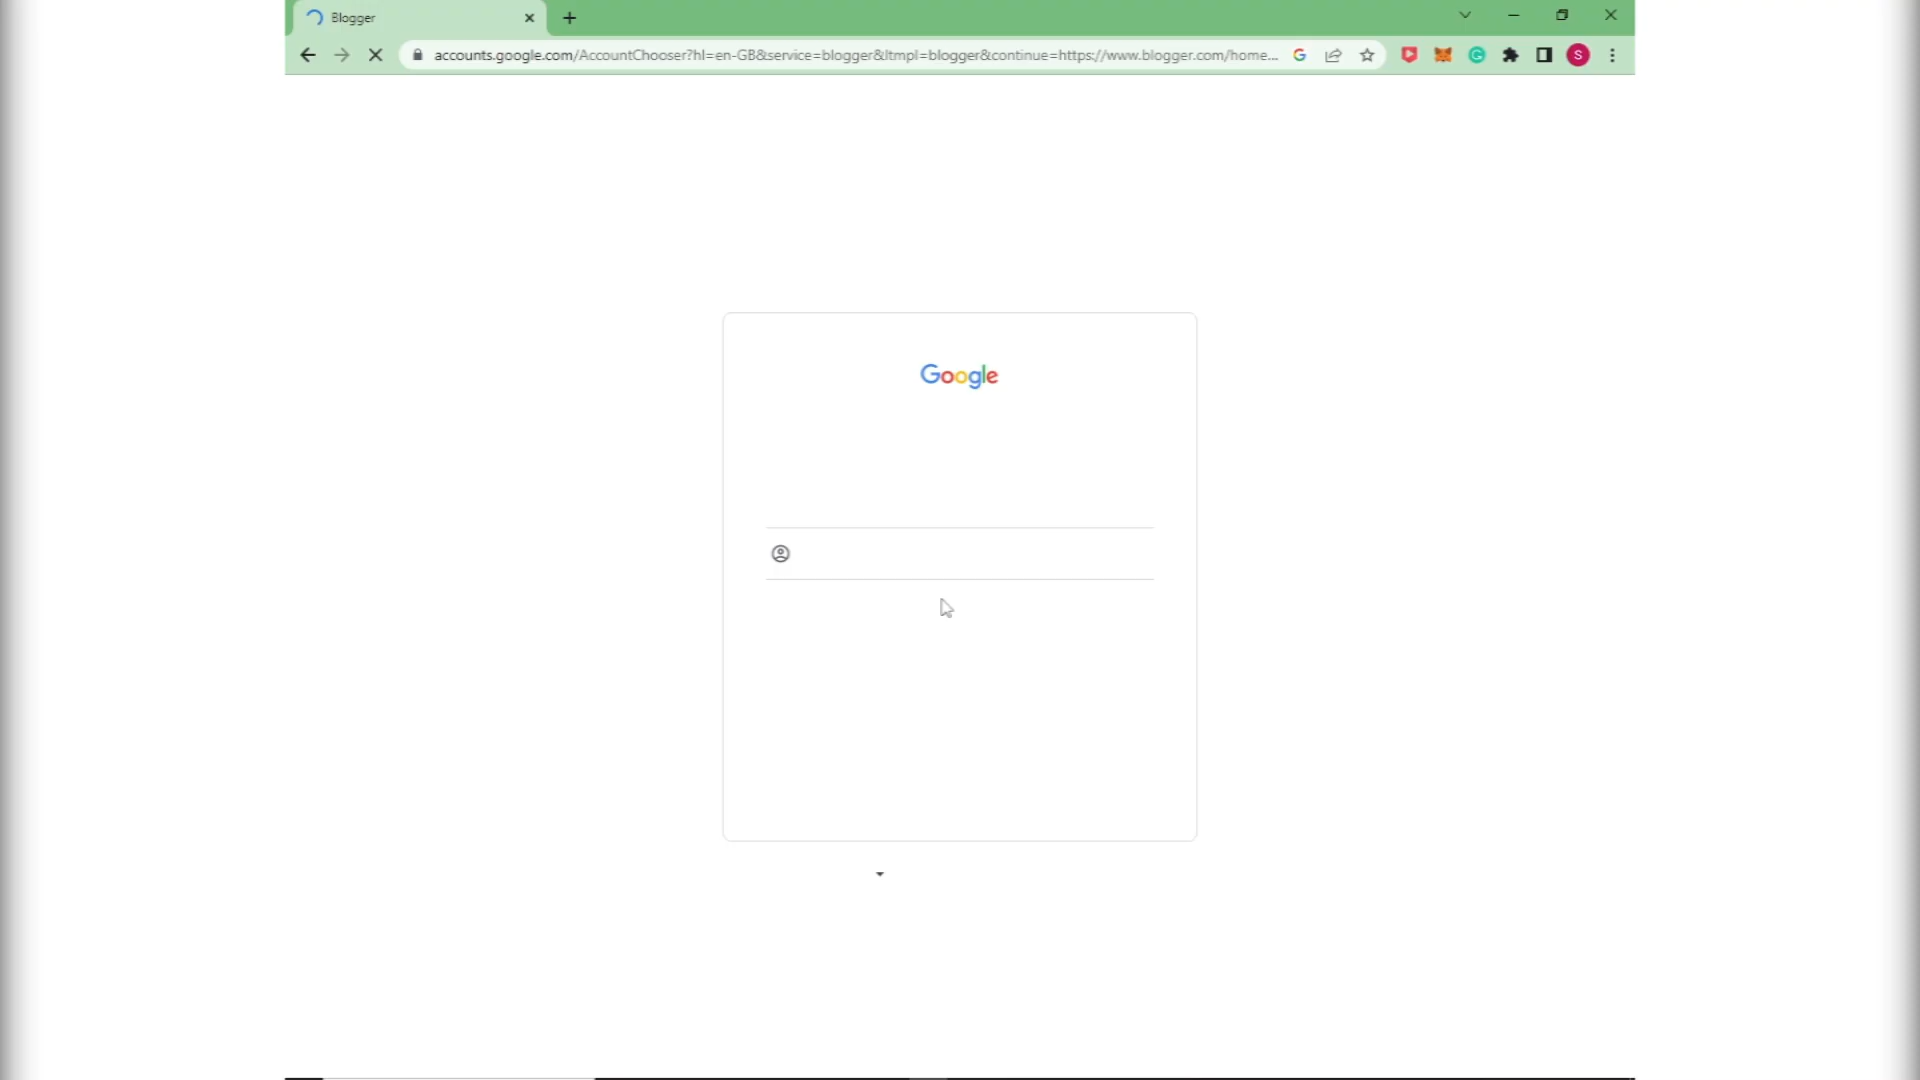 Blogger
accounts.google.com/AccountChooser?hl=en-GB&service=blogger&ltmpl=blogger&continue=https://www.blogger.com/home...
S
Google